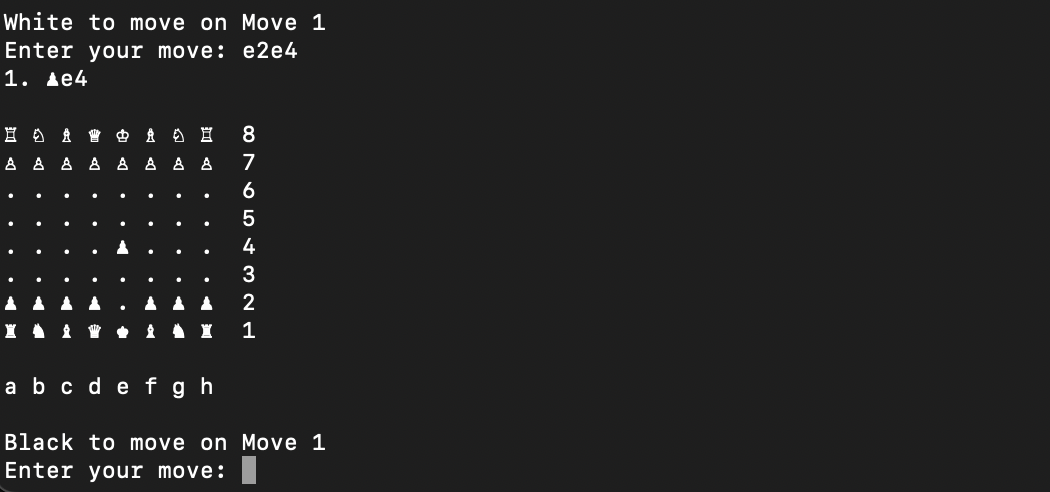 White to move on Move 1
Enter your move: e2e4
1. ♟e4
♖ ♘ ♗ ♛ ♔ ♗ ♘ ♖  8
♙ ♙ ♙ ♙ ♙ ♙ ♙ ♙  7
. . . . . . . .  6
. . . . . . . .  5
. . . . ♟ . . .  4
. . . . . . . .  3
♟ ♟ ♟ ♟ . ♟ ♟ ♟  2
♜ ♞ ♝ ♛ ♚ ♝ ♞ ♜  1
a b c d e f g h
Black to move on Move 1
Enter your move: